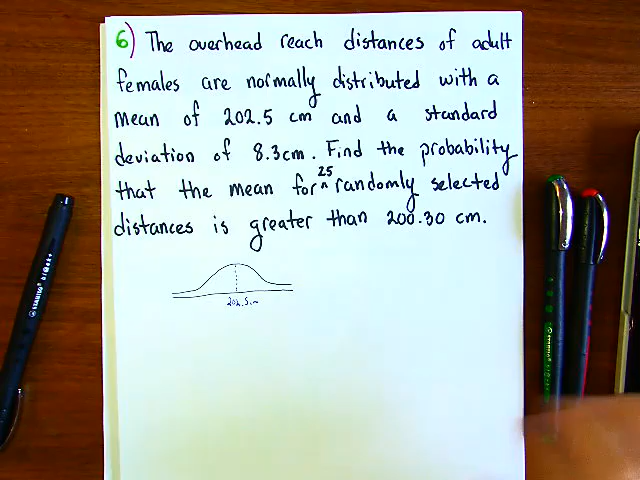 6) The overhead reach distances of adult
females are normally distributed with a
mean of 202.5 cm and a standard
deviation of 8.3cm. Find the probability
that the mean for ^25 randomly selected
distances is greater than 200.30 cm.
202.5cm